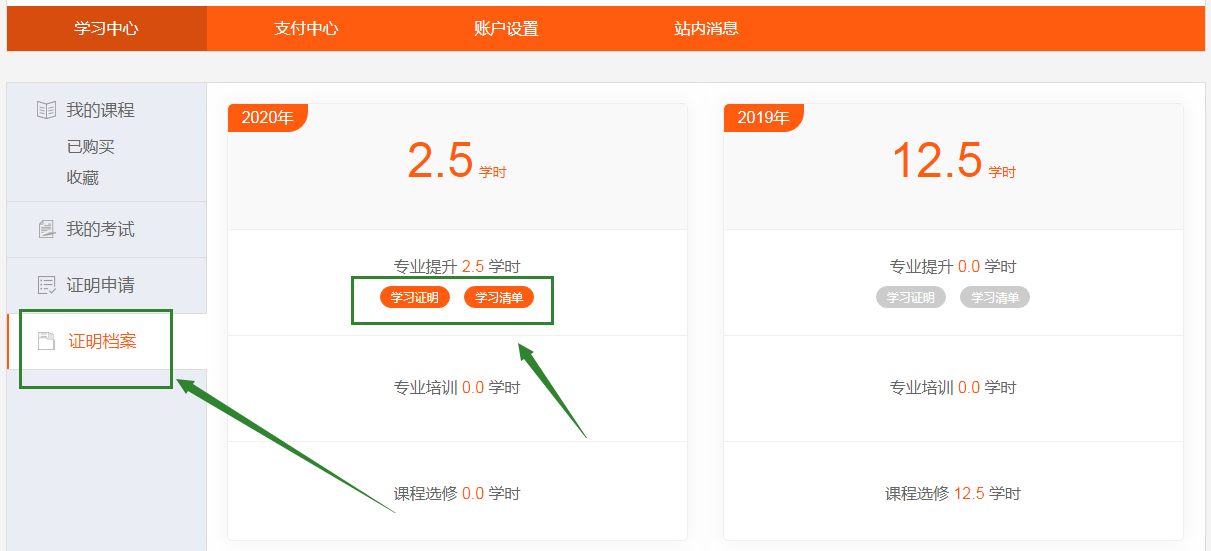 学习中心 支付中心 账户设置 站内消息
我的课程
已购买
收藏
我的考试
证明申请
证明档案
2020年
2.5 学时
专业提升 2.5 学时
学习证明 学习清单
专业培训 0.0 学时
课程选修 0.0 学时
2019年
12.5 学时
专业提升 0.0 学时
学习证明 学习清单
专业培训 0.0 学时
课程选修 12.5 学时